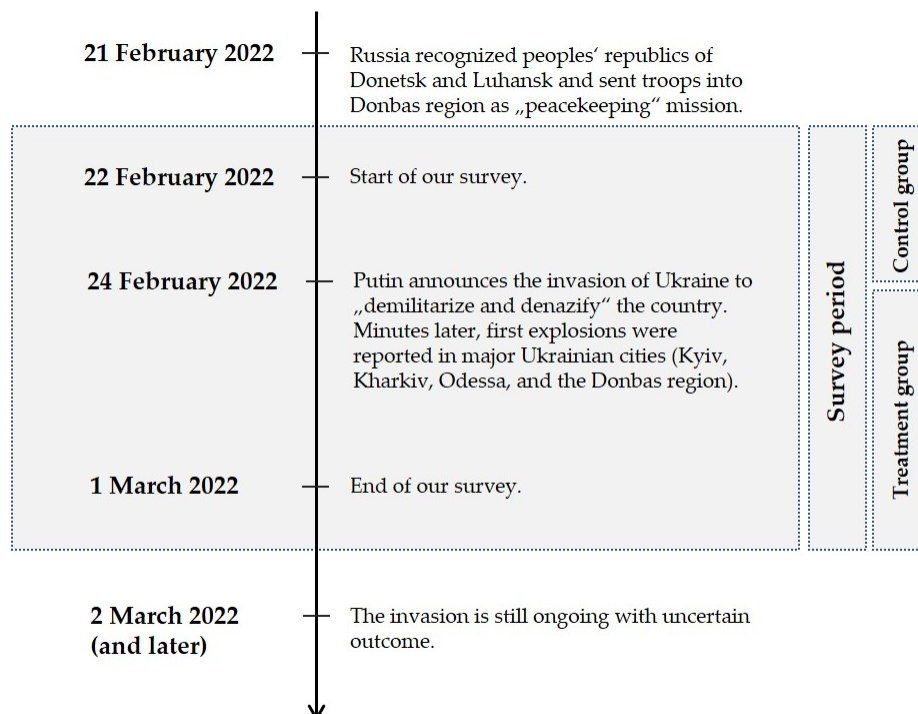 21 February 2022
Russia recognized peoples‘ republics of
Donetsk and Luhansk and sent troops into
Donbas region as „peacekeeping“ mission.
22 February 2022
Start of our survey.
24 February 2022
Putin announces the invasion of Ukraine to
„demilitarize and denazify“ the country.
Minutes later, first explosions were
reported in major Ukrainian cities (Kyiv,
Kharkiv, Odessa, and the Donbas region).
1 March 2022
End of our survey.
2 March 2022
(and later)
The invasion is still ongoing with uncertain
outcome.
Survey period
Control group
Treatment group